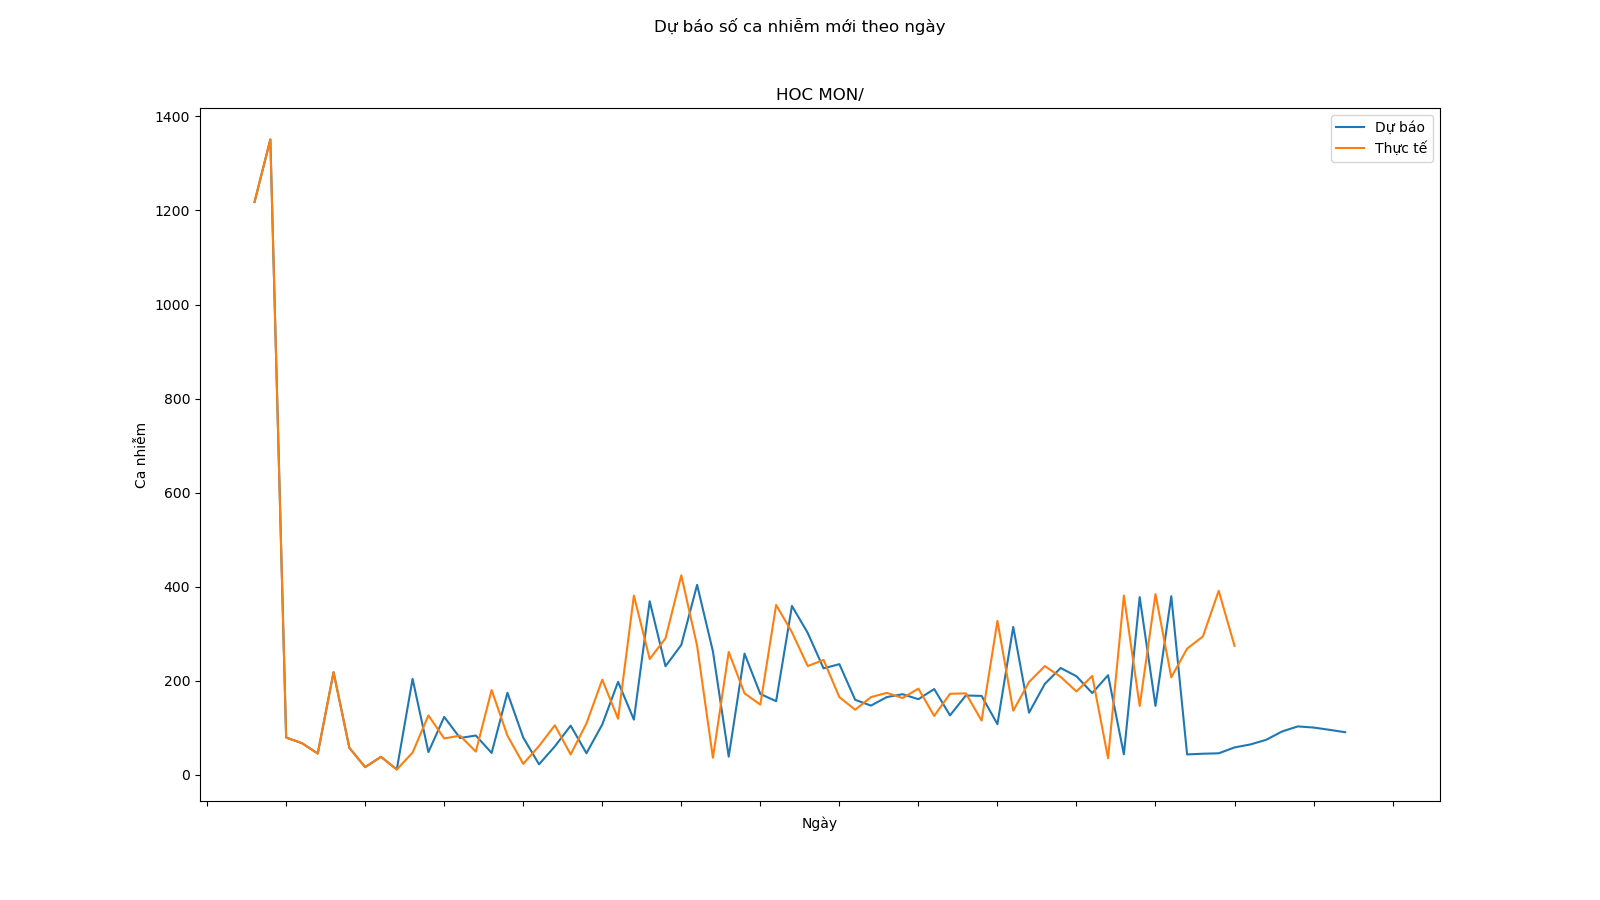 Dự báo số ca nhiễm mới theo ngày
HOC MON/
1400
1200
1000
800
600
400
200
0
Ca nhiễm
Ngày
Dự báo
Thực tế